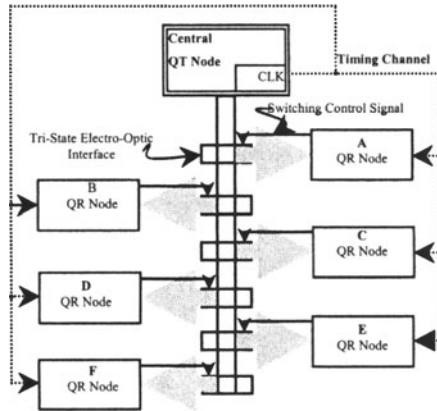 Central
QT Node
CLK
Timing Channel
Switching Control Signal
Tri-State Electro-Optic
Interface
A
QR Node
B
QR Node
C
QR Node
D
QR Node
E
QR Node
F
QR Node